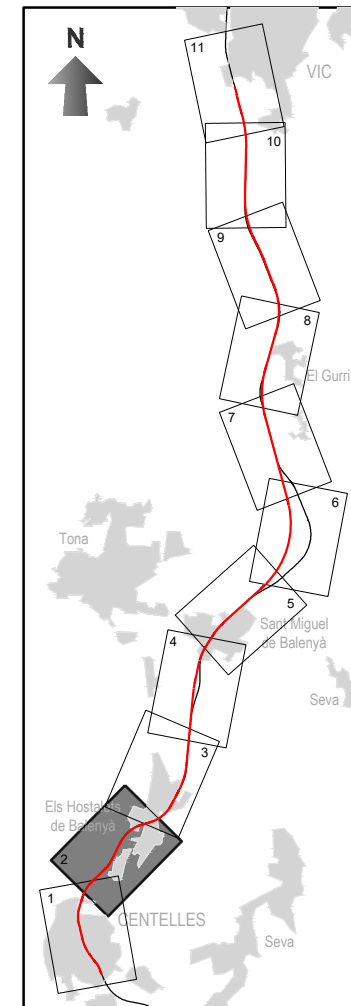 N
11
VIC
10
9
8
El Gurri
7
6
Tona
5
Sant Miguel
de Balenyà
4
Seva
3
Els Hostalets
de Balenyà
2
1
CENTELLES
Seva